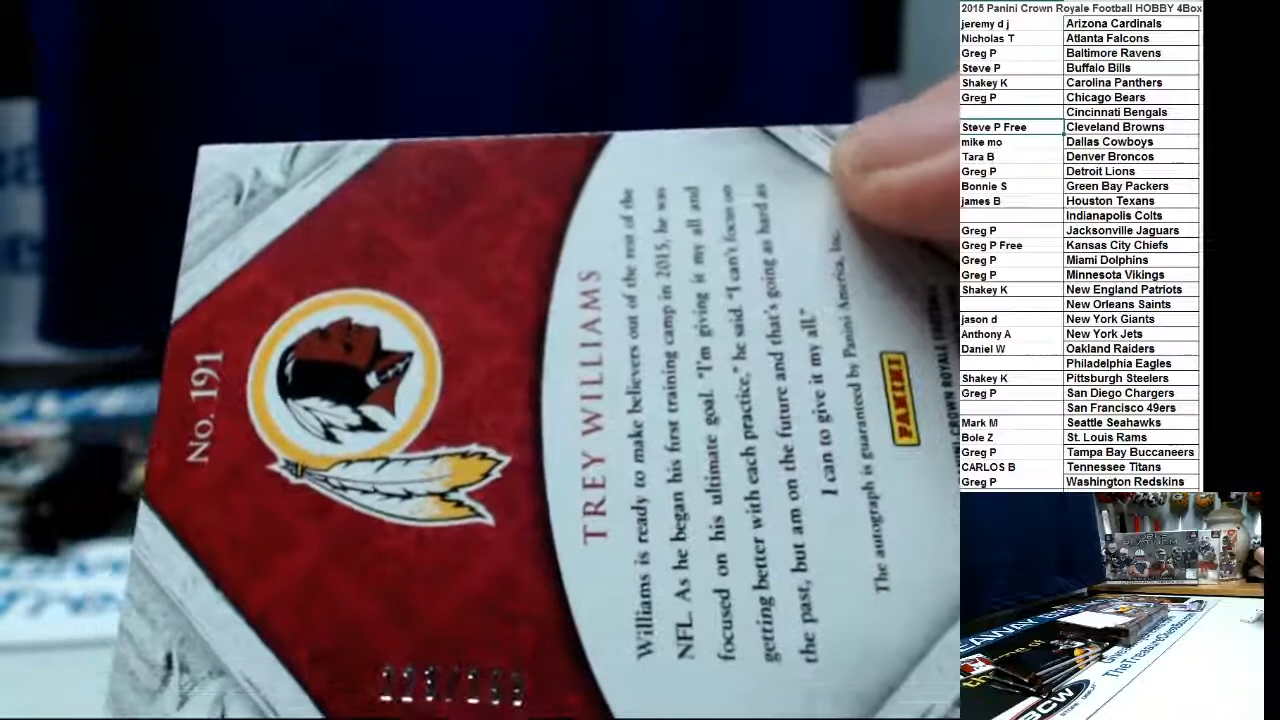 No. 191
TREY WILLIAMS
Williams is ready to make believers out of the rest of the
NFL. As he began his first training camp in 2015, he was
focused on his ultimate goal. "I'm giving it my all and
getting better with each practice," he said. "I can't focus on
the past, but am on the future and that's going as hard as
I can to give it my all."
The autograph is guaranteed by Panini America, Inc.
PANINI
2015 Panini Crown Royale Football HOBBY 4Box
jeremy d j Arizona Cardinals
Nicholas T Atlanta Falcons
Greg P Baltimore Ravens
Steve P Buffalo Bills
Shakey K Carolina Panthers
Greg P Chicago Bears
Cincinnati Bengals
Steve P Free Cleveland Browns
mike mo Dallas Cowboys
Tara B Denver Broncos
Greg P Detroit Lions
Bonnie S Green Bay Packers
james B Houston Texans
Indianapolis Colts
Greg P Jacksonville Jaguars
Greg P Free Kansas City Chiefs
Greg P Miami Dolphins
Greg P Minnesota Vikings
Shakey K New England Patriots
New Orleans Saints
jason d New York Giants
Anthony A New York Jets
Daniel W Oakland Raiders
Philadelphia Eagles
Shakey K Pittsburgh Steelers
Greg P San Diego Chargers
San Francisco 49ers
Mark M Seattle Seahawks
Bole Z St. Louis Rams
Greg P Tampa Bay Buccaneers
CARLOS B Tennessee Titans
Greg P Washington Redskins
BCW